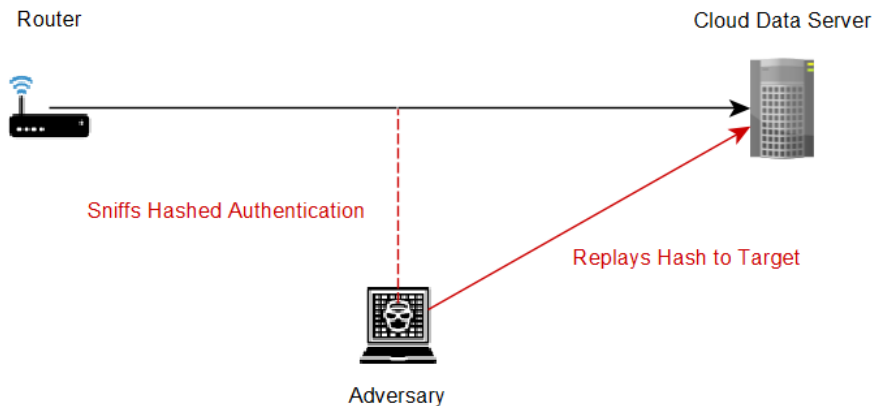 Router
Cloud Data Server
Sniffs Hashed Authentication
Replays Hash to Target
Adversary